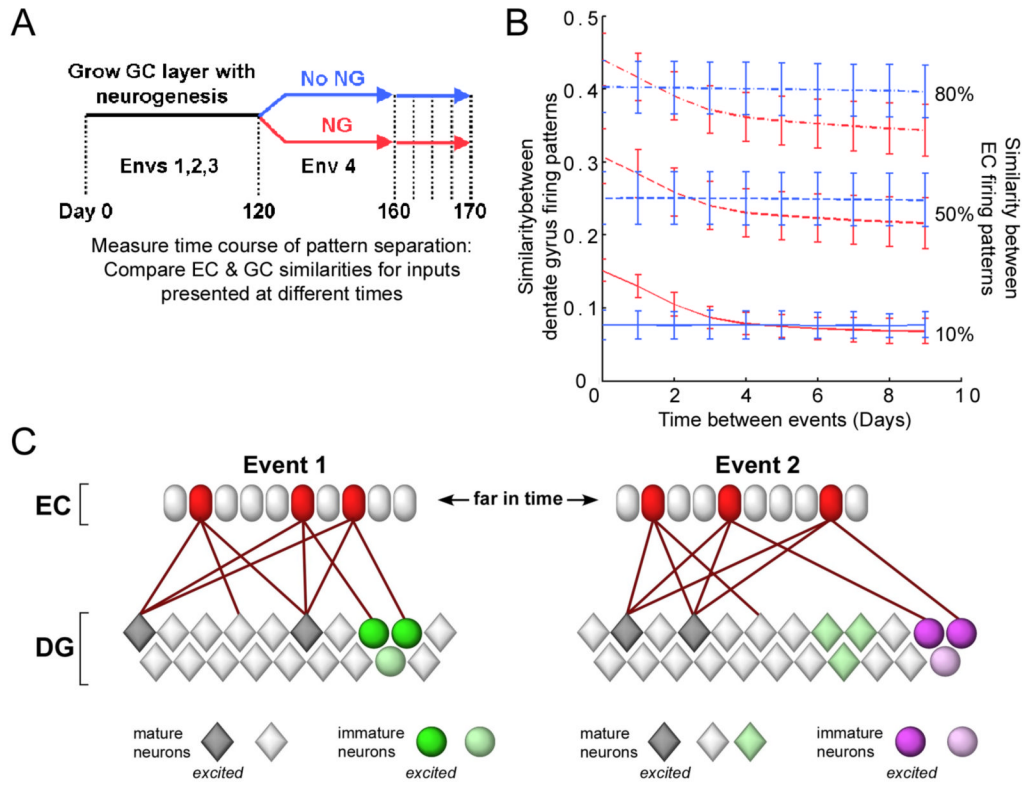 A
Grow GC layer with
neurogenesis
No NG
NG
Envs 1,2,3
Env 4
Day 0
120
160
170
Measure time course of pattern separation:
Compare EC & GC similarities for inputs
presented at different times
B
Similaritybetween
dentate gyrus firing patterns
0.5
0.4
0.3
0.2
0.1
0
0
2
4
6
8
10
Time between events (Days)
80%
50%
10%
Similarity between
EC firing patterns
C
Event 1
Event 2
EC
far in time
DG
mature
neurons
excited
immature
neurons
excited
mature
neurons
excited
immature
neurons
excited